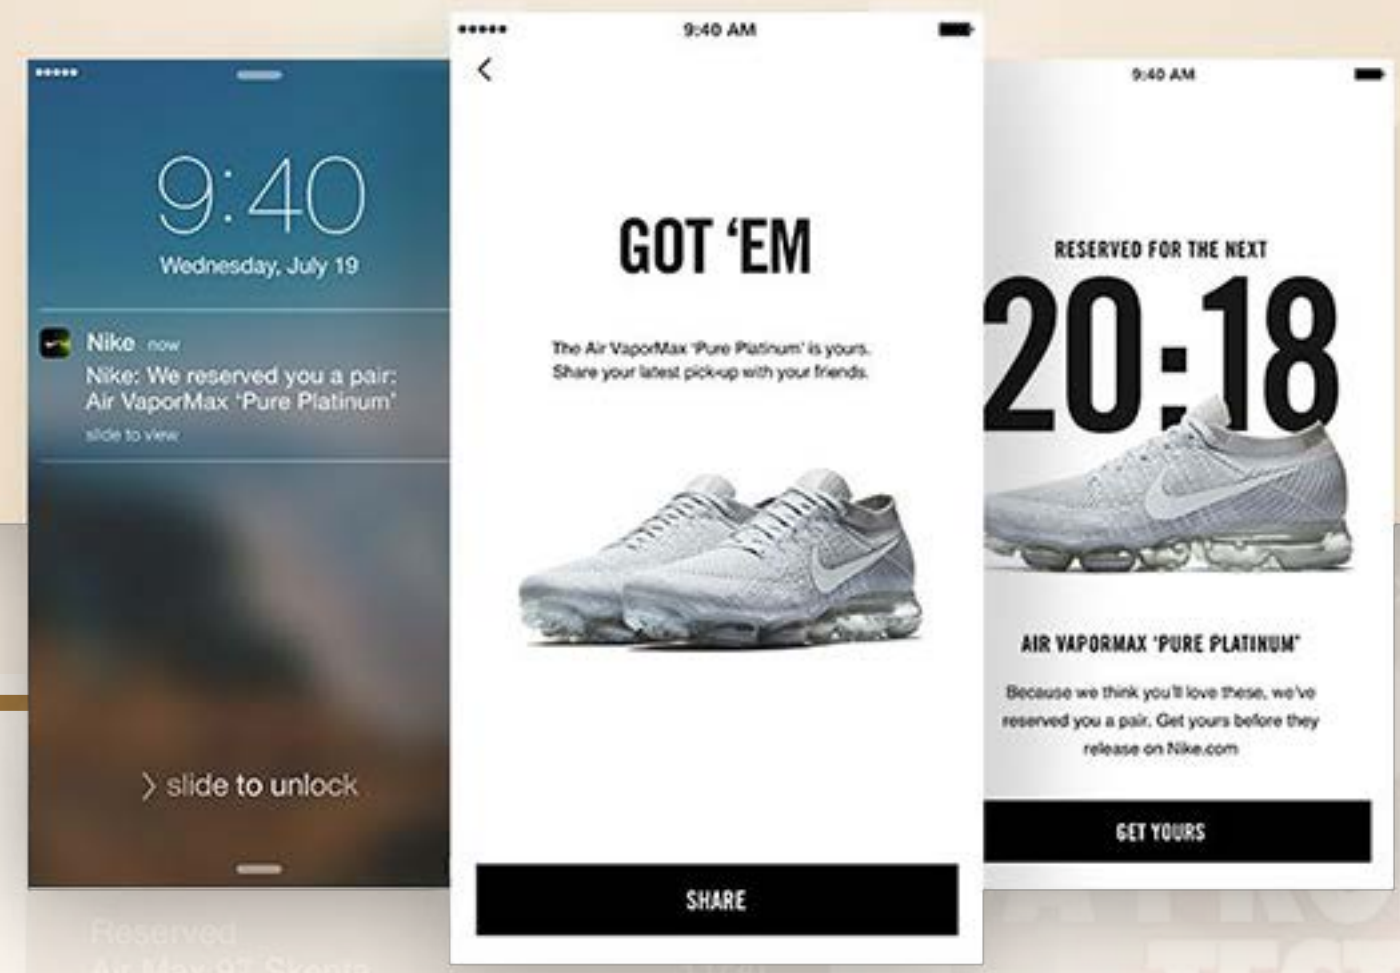 9:40
Wednesday, July 19
Nike now
Nike: We reserved you a pair:
Air VaporMax ‘Pure Platinum’
slide to view
> slide to unlock
9:40 AM
GOT ‘EM
The Air VaporMax ‘Pure Platinum’ is yours.
Share your latest pick-up with your friends.
SHARE
9:40 AM
RESERVED FOR THE NEXT
20:18
AIR VAPORMAX ‘PURE PLATINUM’
Because we think you’ll love these, we’ve
reserved you a pair. Get yours before they
release on Nike.com
GET YOURS
Reserved
Air Max 97 Skepta